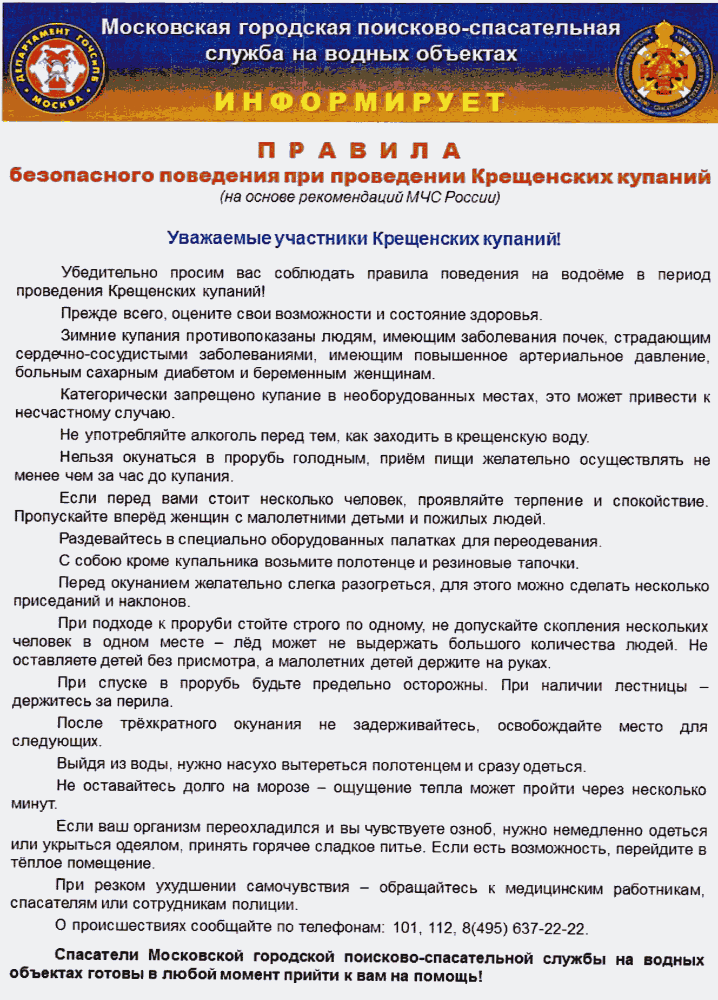 Московская городская поисково-спасательная
служба на водных объектах
ИНФОРМИРУЕТ
ДЕПАРТАМЕНТ ГОЧСиПБ
МОСКВА
ПРАВИЛА
безопасного поведения при проведении Крещенских купаний
(на основе рекомендаций МЧС России)
Уважаемые участники Крещенских купаний!
Убедительно просим вас соблюдать правила поведения на водоёме в период
проведения Крещенских купаний!
Прежде всего, оцените свои возможности и состояние здоровья.
Зимние купания противопоказаны людям, имеющим заболевания почек, страдающим
сердечно-сосудистыми заболеваниями, имеющим повышенное артериальное давление,
больным сахарным диабетом и беременным женщинам.
Категорически запрещено купание в необорудованных местах, это может привести к
несчастному случаю.
Не употребляйте алкоголь перед тем, как заходить в крещенскую воду.
Нельзя окунаться в прорубь голодным, приём пищи желательно осуществлять не
менее чем за час до купания.
Если перед вами стоит несколько человек, проявляйте терпение и спокойствие.
Пропускайте вперёд женщин с малолетними детьми и пожилых людей.
Раздевайтесь в специально оборудованных палатках для переодевания.
С собою кроме купальника возьмите полотенце и резиновые тапочки.
Перед окунанием желательно слегка разогреться, для этого можно сделать несколько
приседаний и наклонов.
При подходе к проруби стойте строго по одному, не допускайте скопления нескольких
человек в одном месте – лёд может не выдержать большого количества людей. Не
оставляете детей без присмотра, а малолетних детей держите на руках.
При спуске в прорубь будьте предельно осторожны. При наличии лестницы –
держитесь за перила.
После трёхкратного окунания не задерживайтесь, освобождайте место для
следующих.
Выйдя из воды, нужно насухо вытереться полотенцем и сразу одеться.
Не оставайтесь долго на морозе – ощущение тепла может пройти через несколько
минут.
Если ваш организм переохладился и вы чувствуете озноб, нужно немедленно одеться
или укрыться одеялом, принять горячее сладкое питье. Если есть возможность, перейдите в
тёплое помещение.
При резком ухудшении самочувствия – обращайтесь к медицинским работникам,
спасателям или сотрудникам полиции.
О происшествиях сообщайте по телефонам: 101, 112, 8(495) 637-22-22.
Спасатели Московской городской поисково-спасательной службы на водных
объектах готовы в любой момент прийти к вам на помощь!